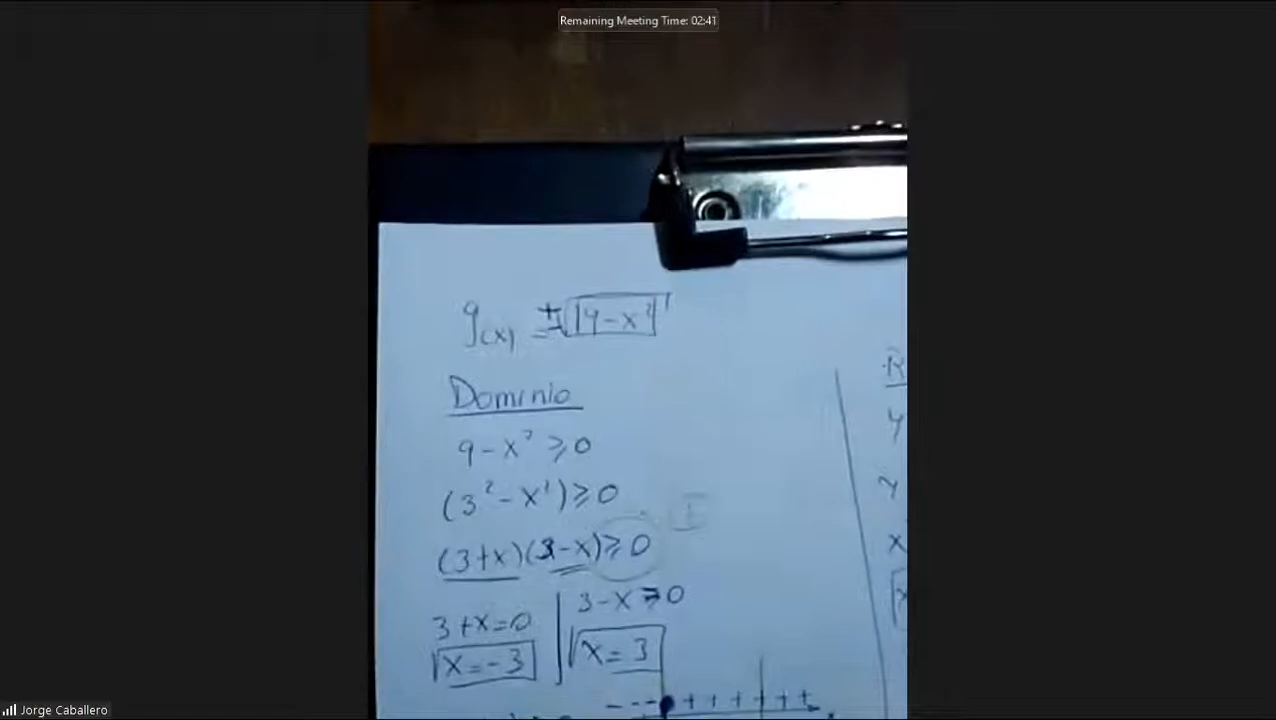 Remaining Meeting Time: 02:41
g(x) = ±√9-x²
Dominio
9-x² ≥0
(3²-x²)≥0
(3+x)(3-x)≥0
3+x=0
x=-3
3-x=0
x=3
- - - + + + + +
R
y
x
Jorge Caballero